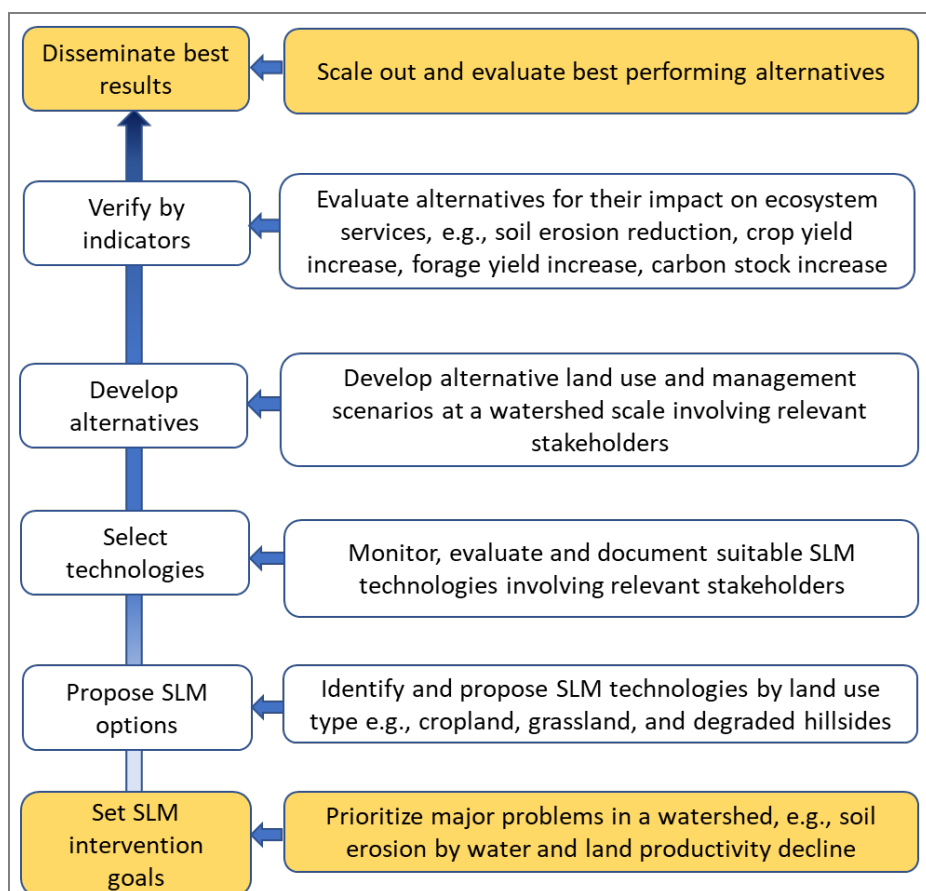 Disseminate best
results
Scale out and evaluate best performing alternatives
Verify by
indicators
Evaluate alternatives for their impact on ecosystem
services, e.g., soil erosion reduction, crop yield
increase, forage yield increase, carbon stock increase
Develop
alternatives
Develop alternative land use and management
scenarios at a watershed scale involving relevant
stakeholders
Select
technologies
Monitor, evaluate and document suitable SLM
technologies involving relevant stakeholders
Propose SLM
options
Identify and propose SLM technologies by land use
type e.g., cropland, grassland, and degraded hillsides
Set SLM
intervention
goals
Prioritize major problems in a watershed, e.g., soil
erosion by water and land productivity decline